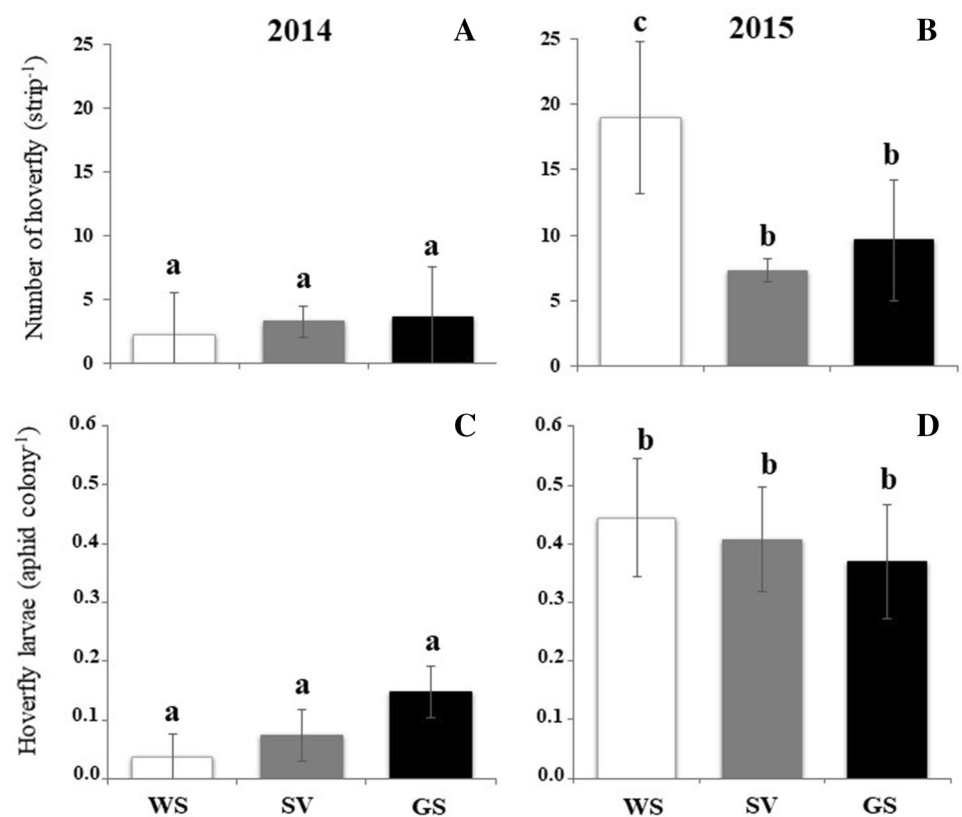 2014
A
Number of hoverfly (strip⁻¹)
25
20
15
10
5
0
a
a
a
2015
B
25
20
15
10
5
0
c
b
b
C
Hoverfly larvae (aphid colony⁻¹)
0.6
0.5
0.4
0.3
0.2
0.1
0.0
a
a
a
WS
SV
GS
D
0.6
0.5
0.4
0.3
0.2
0.1
0.0
b
b
b
WS
SV
GS